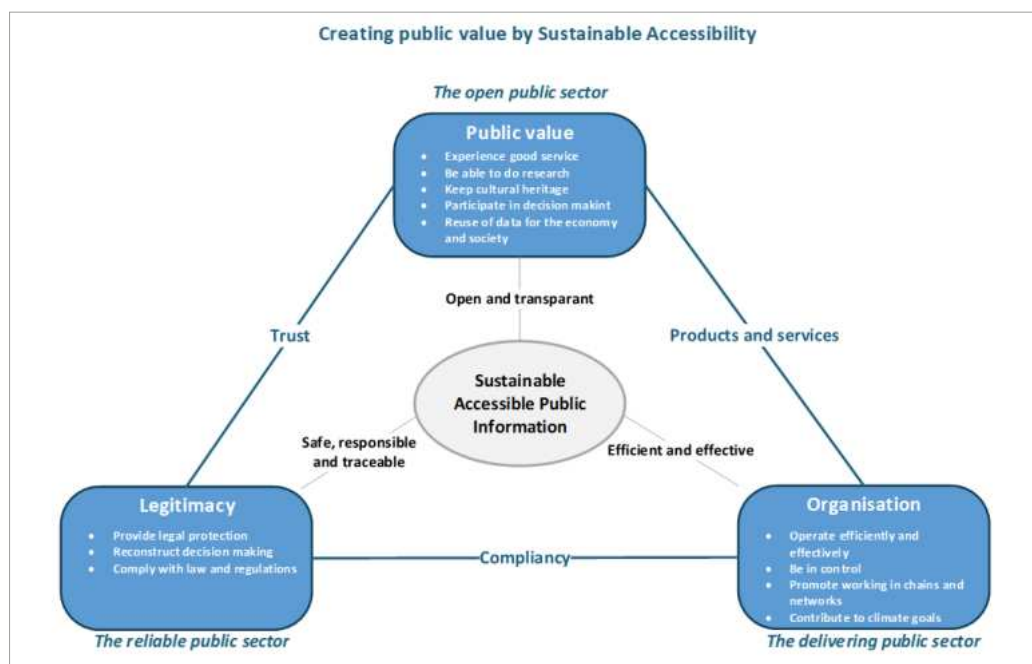 Creating public value by Sustainable Accessibility
The open public sector
Public value
• Experience good service
• Be able to do research
• Keep cultural heritage
• Participate in decision makint
• Reuse of data for the economy
and society
Open and transparant
Trust
Products and services
Sustainable
Accessible Public
Information
Safe, responsible
and traceable
Efficient and effective
Legitimacy
• Provide legal protection
• Reconstruct decision making
• Comply with law and regulations
Compliancy
Organisation
• Operate efficiently and
effectively
• Be in control
• Promote working in chains and
networks
• Contribute to climate goals
The reliable public sector
The delivering public sector